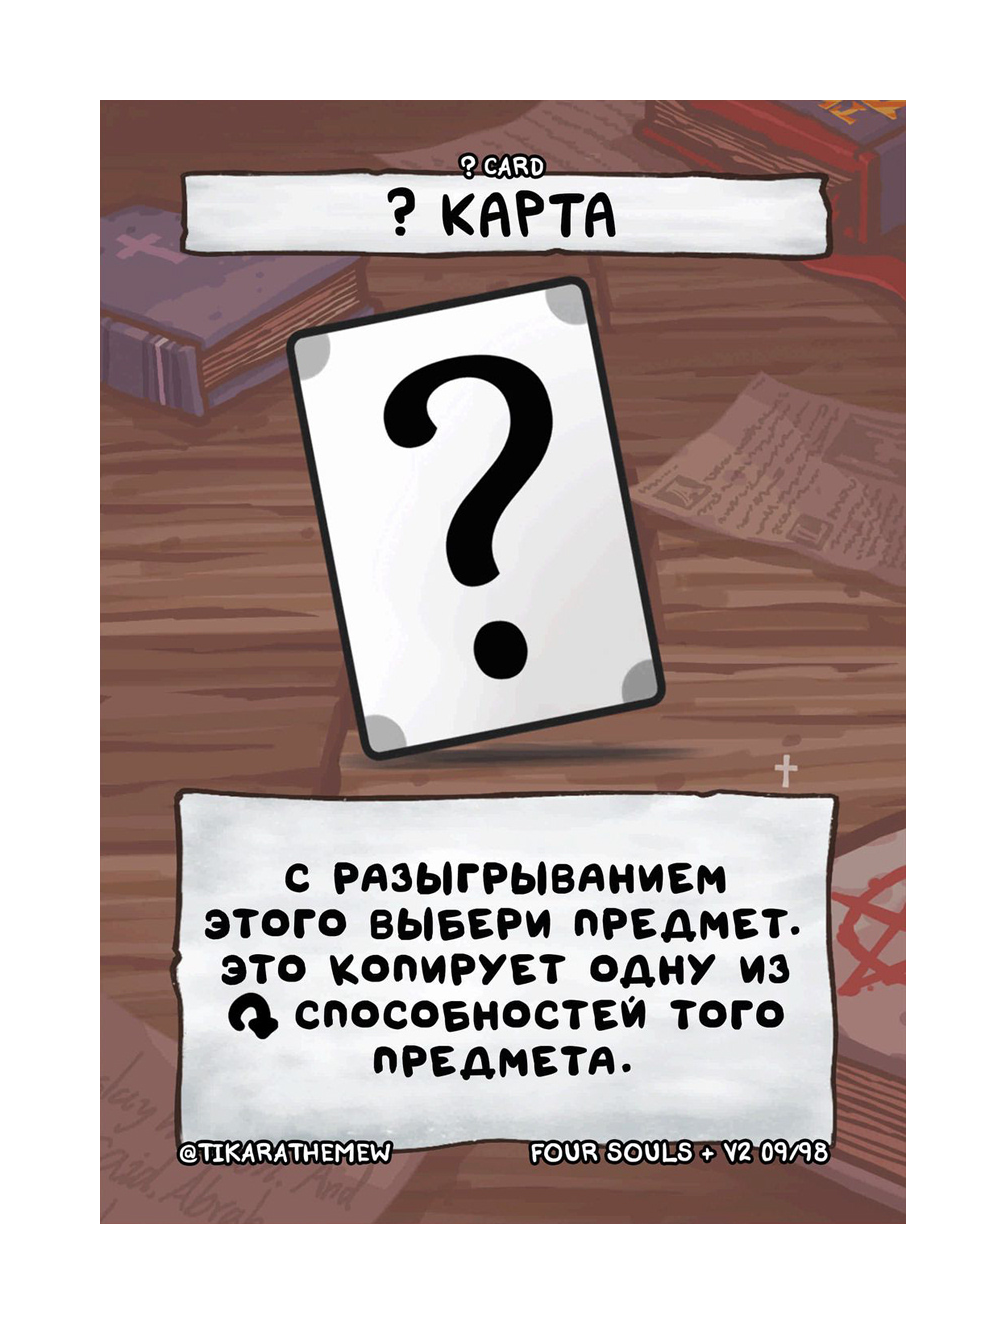 ? CARD
? КАРТА
?
С РАЗЫГРЫВАНИЕМ
ЭТОГО ВЫБЕРИ ПРЕДМЕТ.
ЭТО КОПИРУЕТ ОДНУ ИЗ
СПОСОБНОСТЕЙ ТОГО
ПРЕДМЕТА.
@TIKARATHEMEW
FOUR SOULS + V2 09/98